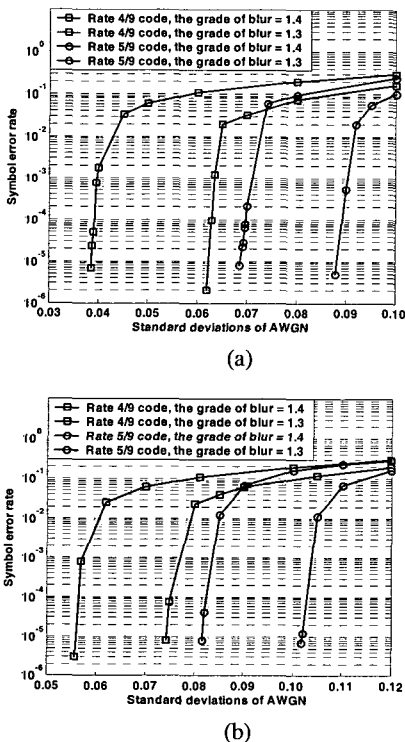 Rate 4/9 code, the grade of blur = 1.4
Rate 4/9 code, the grade of blur = 1.3
Rate 5/9 code, the grade of blur = 1.4
Rate 5/9 code, the grade of blur = 1.3
Symbol error rate
10^0
10^-1
10^-2
10^-3
10^-4
10^-5
10^-6
0.03 0.04 0.05 0.06 0.07 0.08 0.09 0.10
Standard deviations of AWGN
(a)
Rate 4/9 code, the grade of blur = 1.4
Rate 4/9 code, the grade of blur = 1.3
Rate 5/9 code, the grade of blur = 1.4
Rate 5/9 code, the grade of blur = 1.3
Symbol error rate
10^0
10^-1
10^-2
10^-3
10^-4
10^-5
10^-6
0.05 0.06 0.07 0.08 0.09 0.10 0.11 0.12
Standard deviations of AWGN
(b)